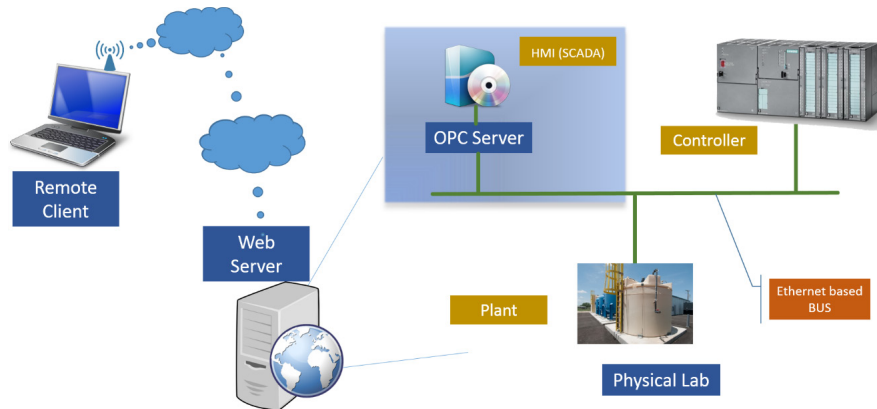 HMI (SCADA)
OPC Server
Controller
Remote
Client
Web
Server
Plant
Ethernet based
BUS
Physical Lab